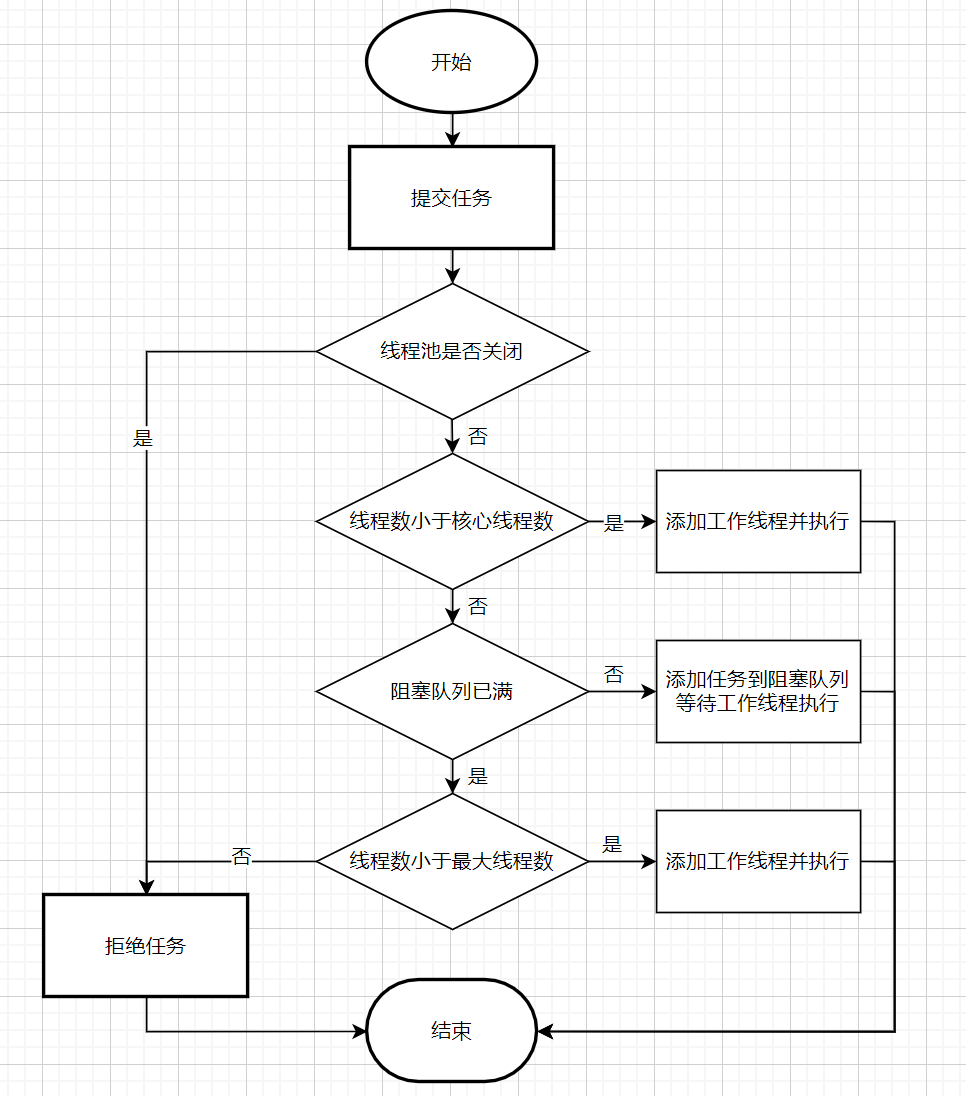 开始
提交任务
线程池是否关闭
是
否
线程数小于核心线程数
是
添加工作线程并执行
否
阻塞队列已满
否
添加任务到阻塞队列
等待工作线程执行
是
线程数小于最大线程数
是
添加工作线程并执行
否
拒绝任务
结束